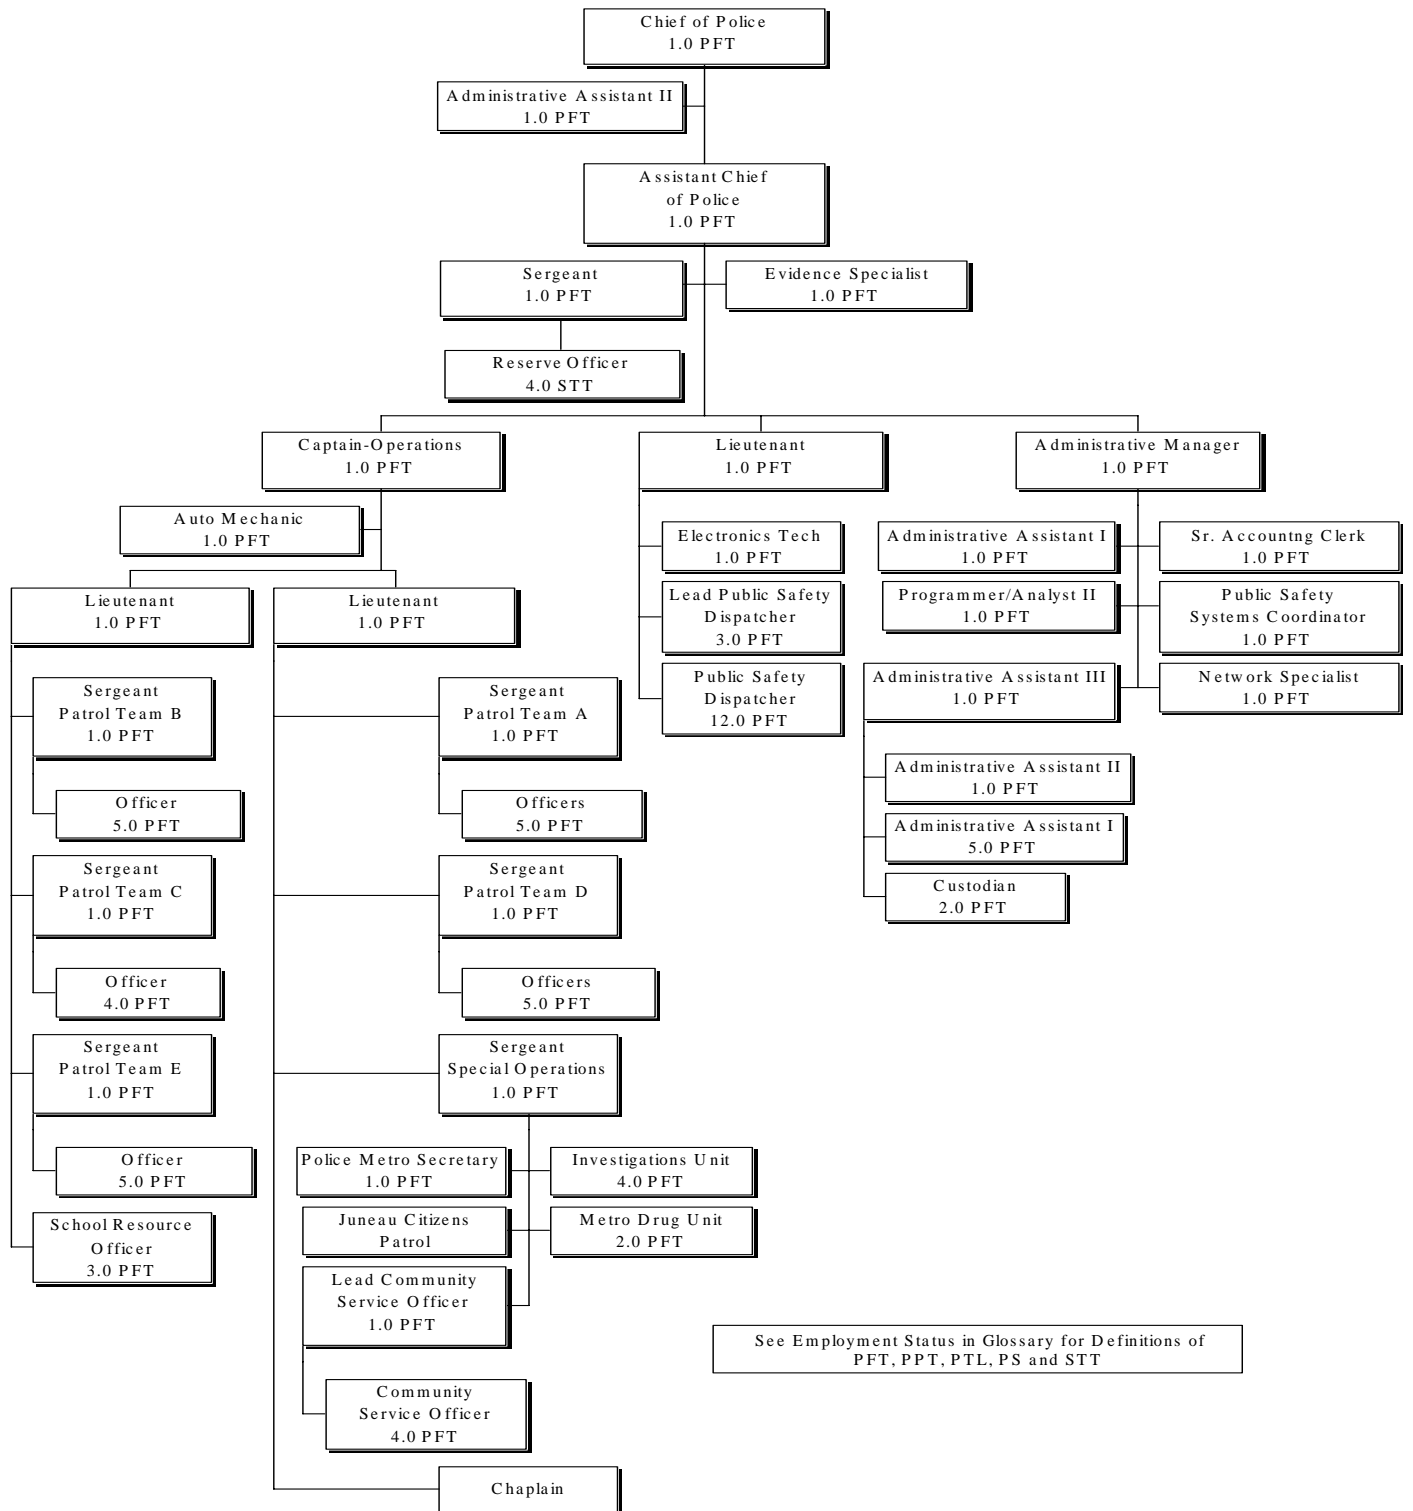 Chief of Police
1.0 PFT
Administrative Assistant II
1.0 PFT
Assistant Chief
of Police
1.0 PFT
Sergeant
1.0 PFT
Evidence Specialist
1.0 PFT
Reserve Officer
4.0 STT
Captain-Operations
1.0 PFT
Lieutenant
1.0 PFT
Administrative Manager
1.0 PFT
Auto Mechanic
1.0 PFT
Electronics Tech
1.0 PFT
Administrative Assistant I
1.0 PFT
Sr. Accountng Clerk
1.0 PFT
Lieutenant
1.0 PFT
Lieutenant
1.0 PFT
Lead Public Safety
Dispatcher
3.0 PFT
Programmer/Analyst II
1.0 PFT
Public Safety
Systems Coordinator
1.0 PFT
Sergeant
Patrol Team B
1.0 PFT
Sergeant
Patrol Team A
1.0 PFT
Public Safety
Dispatcher
12.0 PFT
Administrative Assistant III
1.0 PFT
Network Specialist
1.0 PFT
Administrative Assistant II
1.0 PFT
Officer
5.0 PFT
Officers
5.0 PFT
Administrative Assistant I
5.0 PFT
Sergeant
Patrol Team C
1.0 PFT
Sergeant
Patrol Team D
1.0 PFT
Custodian
2.0 PFT
Officer
4.0 PFT
Officers
5.0 PFT
Sergeant
Patrol Team E
1.0 PFT
Sergeant
Special Operations
1.0 PFT
Officer
5.0 PFT
Police Metro Secretary
1.0 PFT
Investigations Unit
4.0 PFT
School Resource
Officer
3.0 PFT
Juneau Citizens
Patrol
Metro Drug Unit
2.0 PFT
Lead Community
Service Officer
1.0 PFT
See Employment Status in Glossary for Definitions of
PFT, PPT, PTL, PS and STT
Community
Service Officer
4.0 PFT
Chaplain